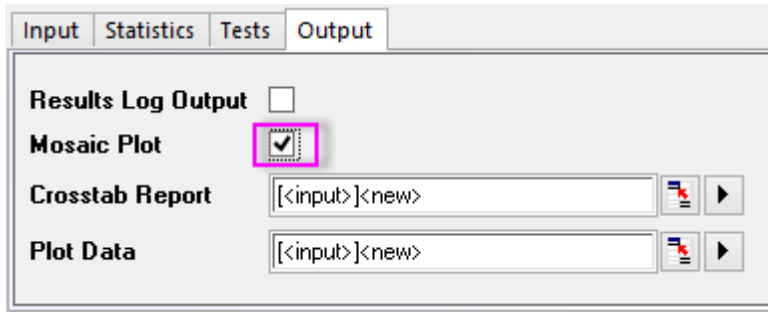 Input Statistics Tests Output
Results Log Output
Mosaic Plot
Crosstab Report [<input>]<new>
Plot Data [<input>]<new>